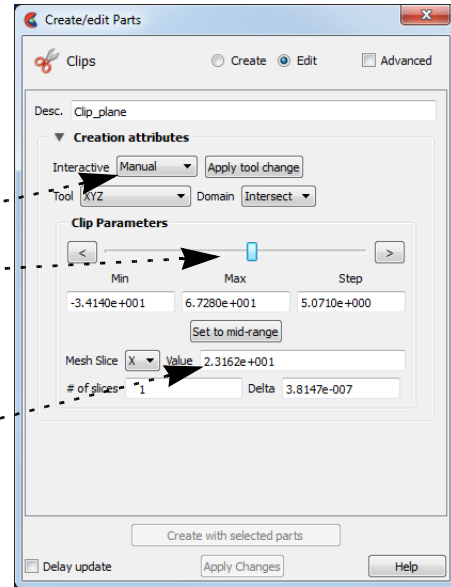 Create/edit Parts
X
Clips Create Edit Advanced
Desc. Clip_plane
Creation attributes
Interactive Manual Apply tool change
Tool XYZ Domain Intersect
Clip Parameters
< >
Min Max Step
-3.4140e+001 6.7280e+001 5.0710e+000
Set to mid-range
Mesh Slice X Value 2.3162e+001
# of slices 1 Delta 3.8147e-007
Create with selected parts
Delay update Apply Changes Help